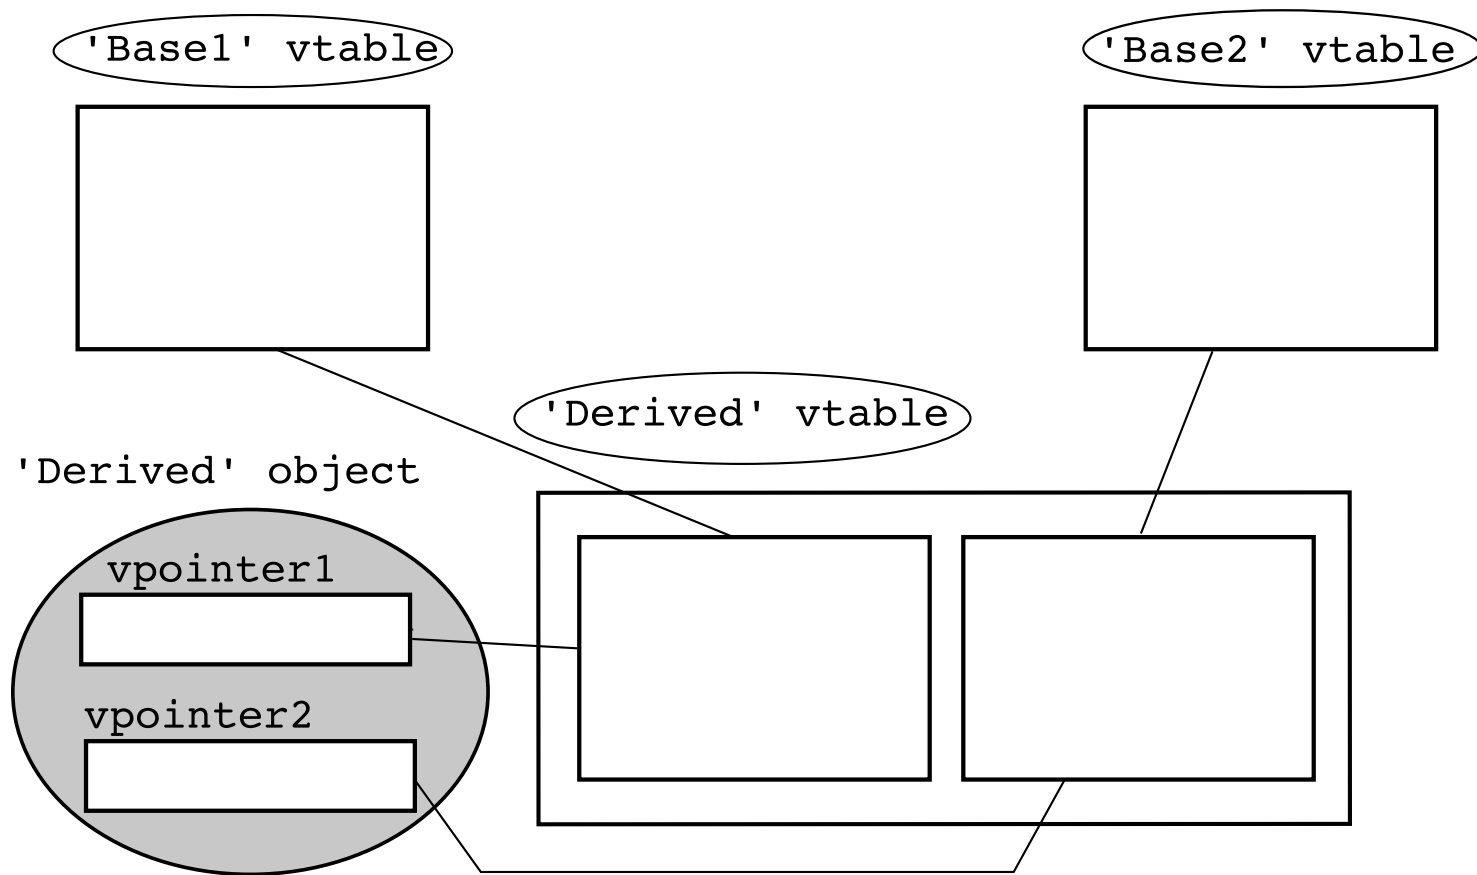 'Base1' vtable
'Base2' vtable
'Derived' vtable
'Derived' object
vpointer1
vpointer2